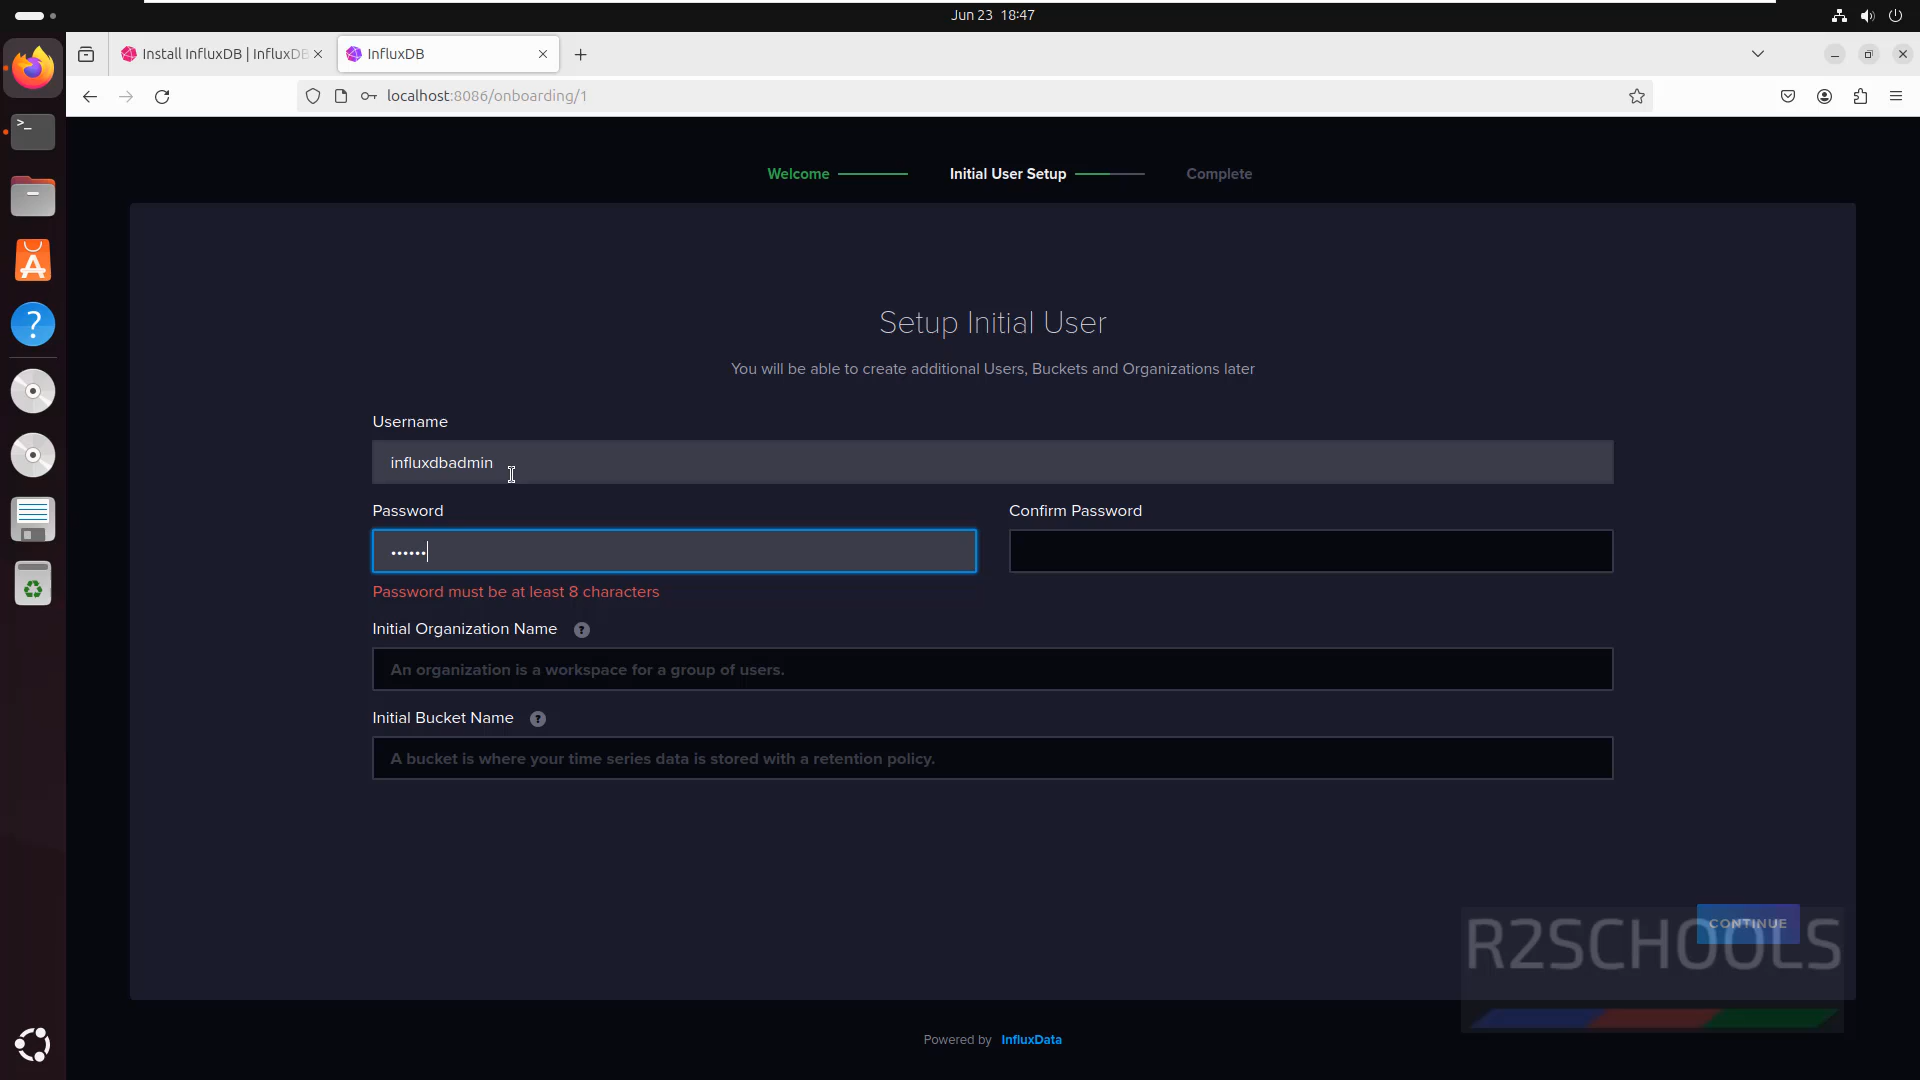 Jun 23 18:47
Install InfluxDB | InfluxDB
InfluxDB
localhost:8086/onboarding/1
Welcome
Initial User Setup
Complete
Setup Initial User
You will be able to create additional Users, Buckets and Organizations later
Username
influxdbadmin
Password
Confirm Password
••••••
Password must be at least 8 characters
Initial Organization Name ?
An organization is a workspace for a group of users.
Initial Bucket Name ?
A bucket is where your time series data is stored with a retention policy.
CONTINUE
R2SCHOOLS
Powered by InfluxData